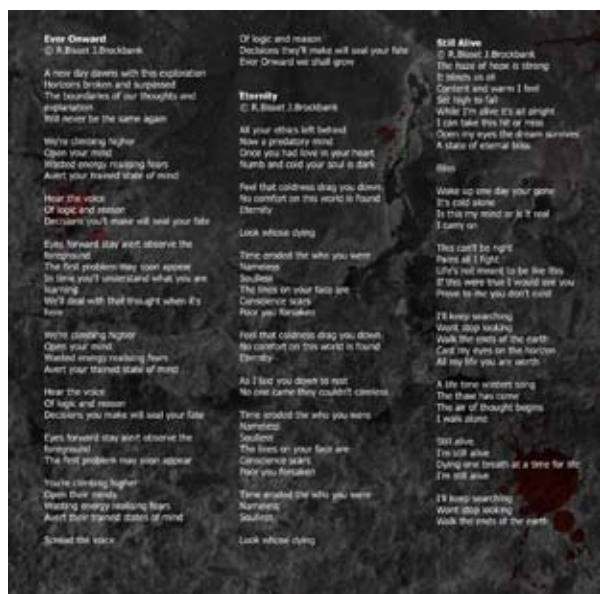 Ever Onward
© R.Bisset J.Brockbank
A new day dawns with this exploration
Horizons broken and surpassed
The boundaries of our thoughts and
explanation
Will never be the same again
We're climbing higher
Open your mind
Wasted energy realising fears
Avert your trained state of mind
Hear the voice
Of logic and reason
Decisions you'll make will seal your fate
Eyes forward stay alert observe the
foreground
The first problem may soon appear
In time you'll understand what you are
learning
We'll deal with that thought when it's
here
We're climbing higher
Open your mind
Wasted energy realising fears
Avert your trained state of mind
Hear the voice
Of logic and reason
Decisions you make will seal your fate
Eyes forward stay alert observe the
foreground
The first problem may soon appear
You're climbing higher
Open their minds
Wasting energy realising fears
Avert their trained states of mind
Spread the voice
Of logic and reason
Decisions they'll make will seal your fate
Ever Onward we shall grow
Eternity
© R.Bisset J.Brockbank
All your ethics left behind
Now a predatory mind
Once you had love in your heart
Numb and cold your soul is dark
Feel that coldness drag you down
No comfort on this world is found
Eternity
Look whose dying
Time eroded the who you were
Nameless
Soulless
The lines on your face are
Conscience scars
Poor you forsaken
Feel that coldness drag you down
No comfort on this world is found
Eternity
As I laid you down to rest
No one came they couldn't careless
Time eroded the who you were
Nameless
Soulless
The lines on your face are
Conscience scars
Poor you forsaken
Time eroded the who you were
Nameless
Soulless
Look whose dying
Still Alive
© R.Bisset J.Brockbank
The haze of hope is strong
It blinds us all
Content and warm I feel
Set high to fall
While I'm alive it's all alright
I can take this hit or miss
Open my eyes the dream survives
A state of eternal bliss
Bliss
Wake up one day your gone
It's cold alone
Is this my mind or is it real
I carry on
This can't be right
Pains all I fight
Life's not meant to be like this
If this were true I would see you
Prove to me you don't exist
I'll keep searching
Wont stop looking
Walk the ends of the earth
Cast my eyes on the horizon
All my life you are worth
A life time winters song
The thaw has come
The air of thought begins
I walk alone
Still alive
I'm still alive
Dying one breath at a time for life
I'm still alive
I'll keep searching
Wont stop looking
Walk the ends of the earth